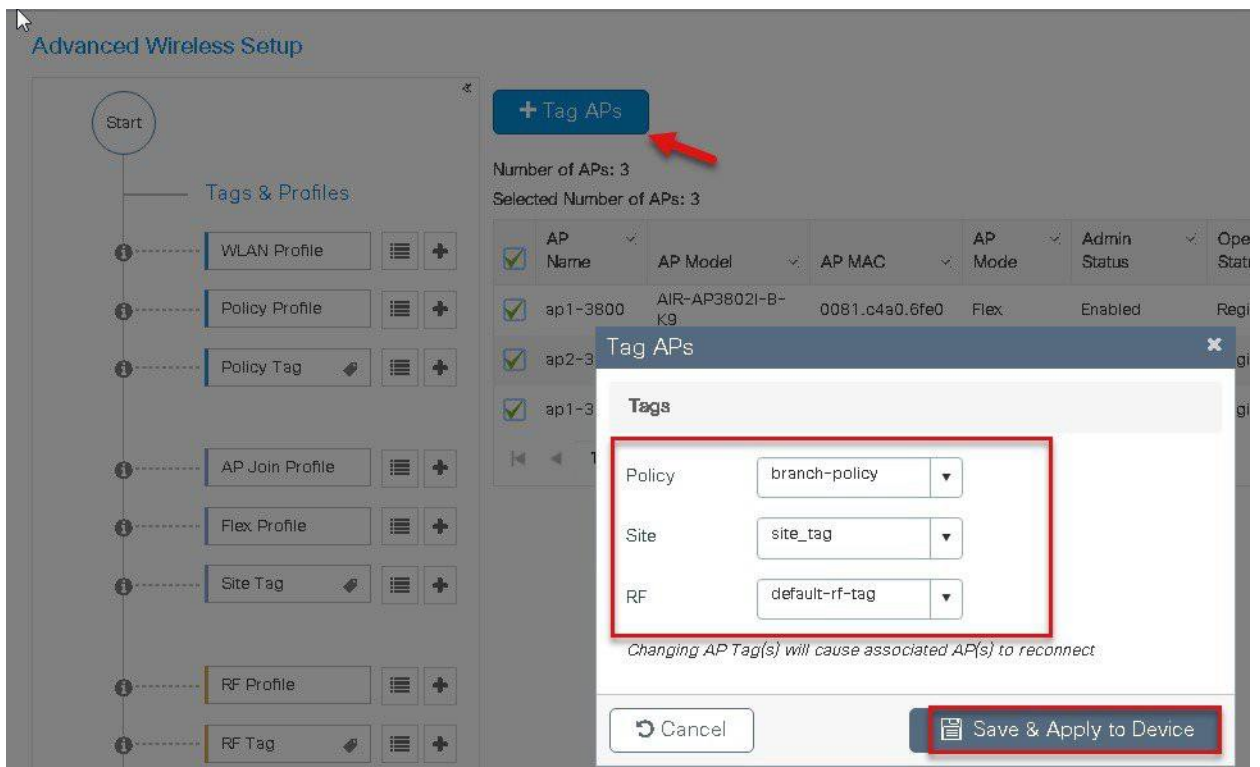 Advanced Wireless Setup
Start
Tags & Profiles
WLAN Profile
Policy Profile
Policy Tag
AP Join Profile
Flex Profile
Site Tag
RF Profile
RF Tag
+ Tag APs
Number of APs: 3
Selected Number of APs: 3
AP Name
AP Model
AP MAC
AP Mode
Admin Status
ap1-3800
AIR-AP3802I-B-
K9
0081.c4a0.6fe0
Flex
Enabled
Tag APs
Tags
Policy
branch-policy
Site
site_tag
RF
default-rf-tag
Changing AP Tag(s) will cause associated AP(s) to reconnect
Cancel
Save & Apply to Device